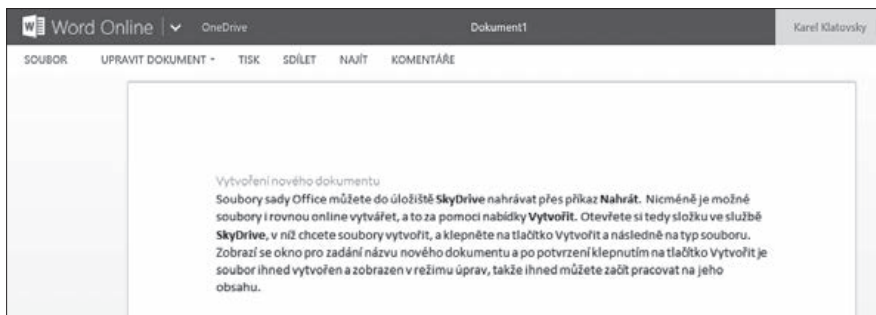 Word Online OneDrive Dokument1 Karel Klatovsky
SOUBOR UPRAVIT DOKUMENT TISK SDÍLET NAJÍT KOMENTÁŘE
Vytvoření nového dokumentu
Soubory sady Office můžete do úložiště SkyDrive nahrávat přes příkaz Nahrát. Nicméně je možné
soubory i rovnou online vytvářet, a to za pomoci nabídky Vytvořit. Otevřete si tedy složku ve službě
SkyDrive, v níž chcete soubory vytvořit, a klepněte na tlačítko Vytvořit a následně na typ souboru.
Zobrazí se okno pro zadání názvu nového dokumentu a po potvrzení klepnutím na tlačítko Vytvořit je
soubor ihned vytvořen a zobrazen v režimu úprav, takže ihned můžete začít pracovat na jeho
obsahu.